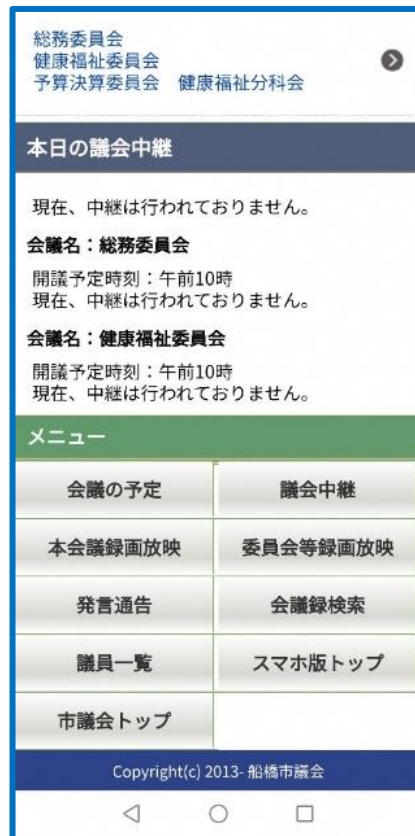 総務委員会
健康福祉委員会
予算決算委員会　健康福祉分科会
本日の議会中継
現在、中継は行われておりません。
会議名：総務委員会
開議予定時刻：午前10時
現在、中継は行われておりません。
会議名：健康福祉委員会
開議予定時刻：午前10時
現在、中継は行われておりません。
メニュー
会議の予定　議会中継
本会議録画放映　委員会等録画放映
発言通告　会議録検索
議員一覧　スマホ版トップ
市議会トップ
Copyright(c) 2013- 船橋市議会